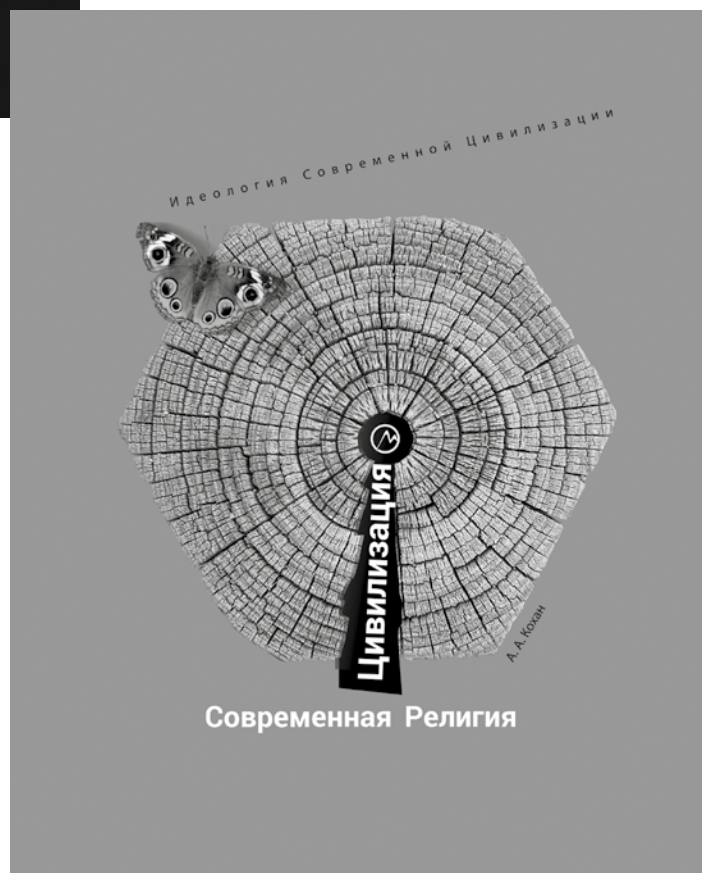 Идеология Современной Цивилизации
Цивилизация
А. А. Кохан
Современная Религия